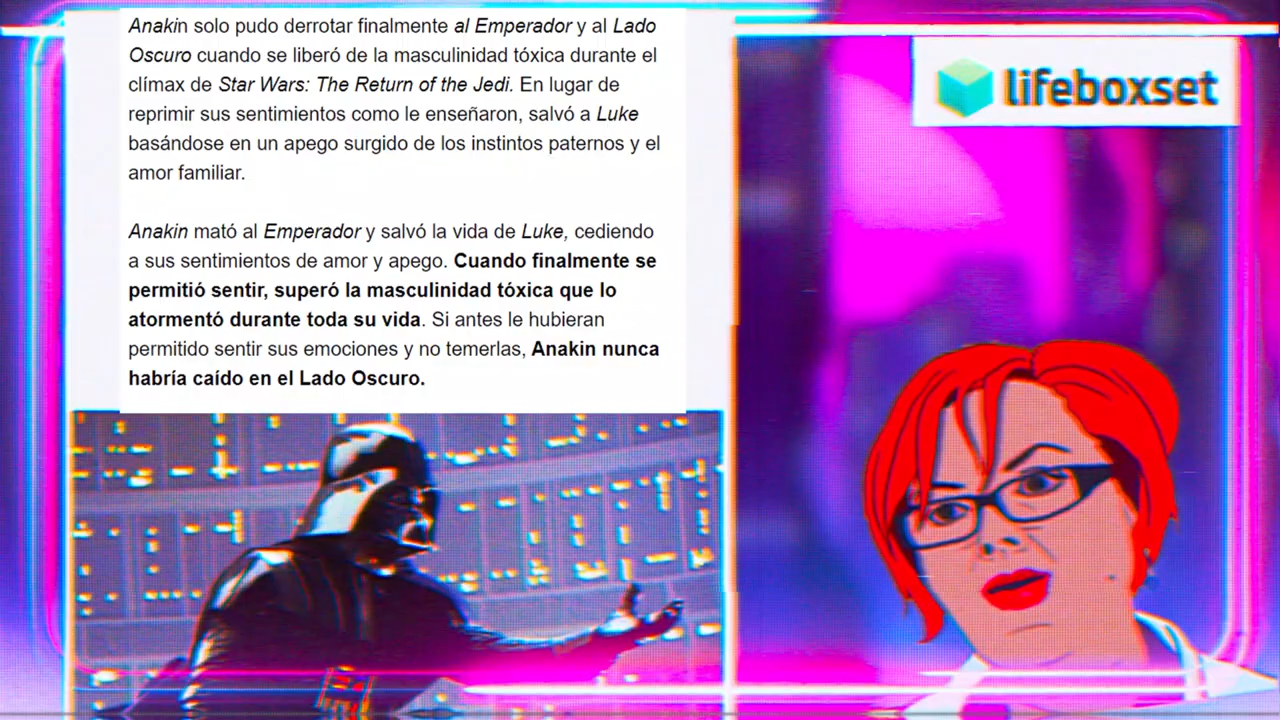 Anakin solo pudo derrotar finalmente al Emperador y al Lado
Oscuro cuando se liberó de la masculinidad tóxica durante el
clímax de Star Wars: The Return of the Jedi. En lugar de
reprimir sus sentimientos como le enseñaron, salvó a Luke
basándose en un apego surgido de los instintos paternos y el
amor familiar.
Anakin mató al Emperador y salvó la vida de Luke, cediendo
a sus sentimientos de amor y apego. Cuando finalmente se
permitió sentir, superó la masculinidad tóxica que lo
atormentó durante toda su vida. Si antes le hubieran
permitido sentir sus emociones y no temerlas, Anakin nunca
habría caído en el Lado Oscuro.
lifeboxset